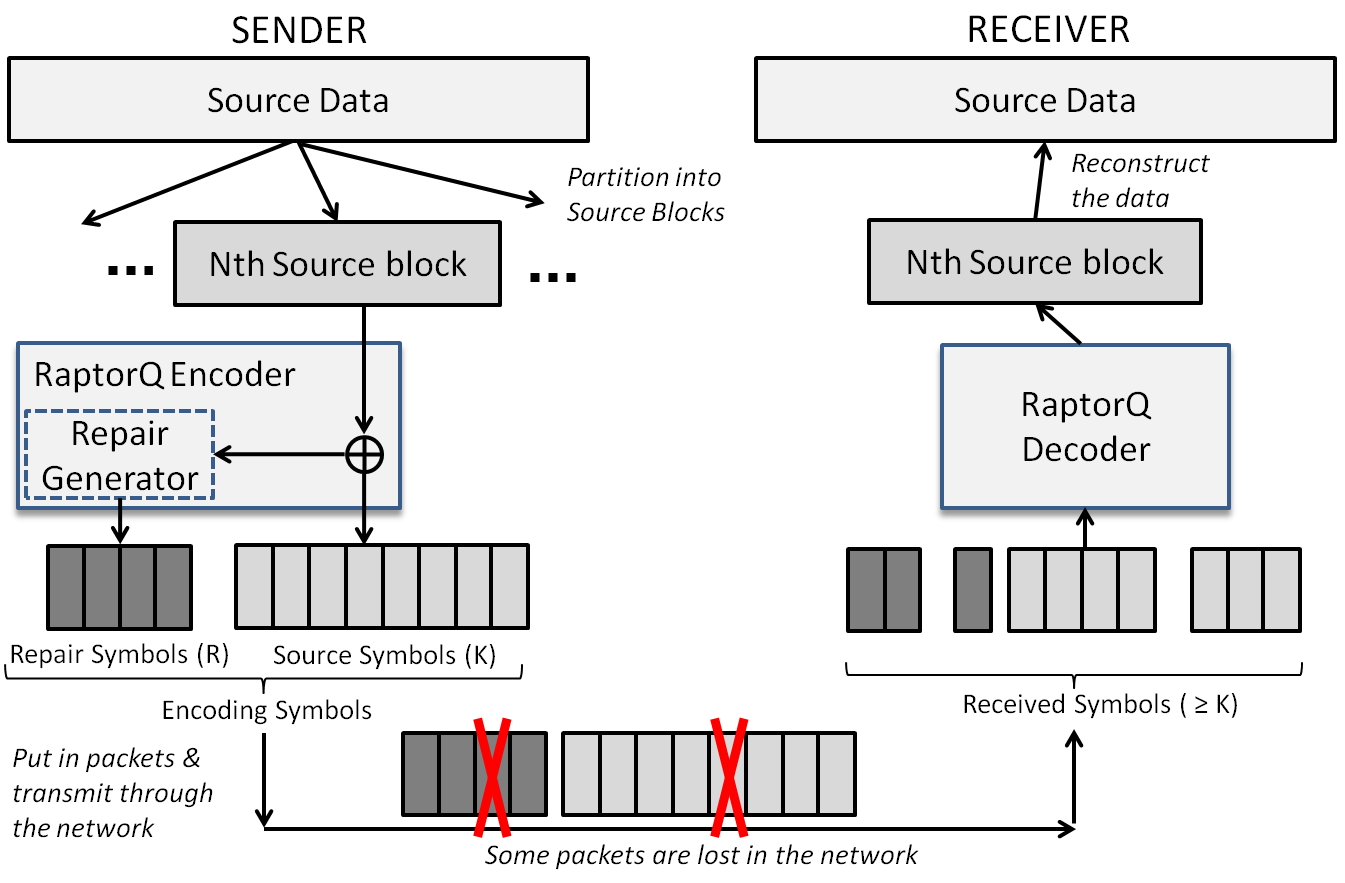 SENDER
Source Data
Partition into
Source Blocks
... Nth Source block ...
RaptorQ Encoder
Repair
Generator
Repair Symbols (R)
Source Symbols (K)
Encoding Symbols
Put in packets &
transmit through
the network
Some packets are lost in the network
RECEIVER
Source Data
Reconstruct
the data
Nth Source block
RaptorQ
Decoder
Received Symbols ( ≥ K)